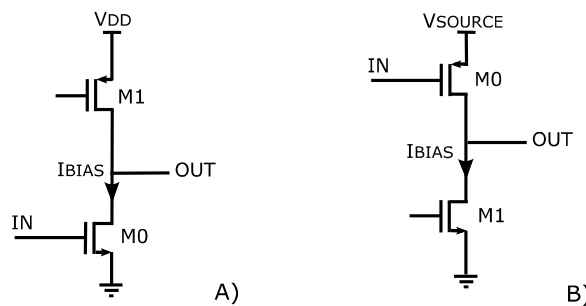 VDD
M1
IBIAS
OUT
IN
M0
A)
VSOURCE
IN
M0
OUT
IBIAS
M1
B)